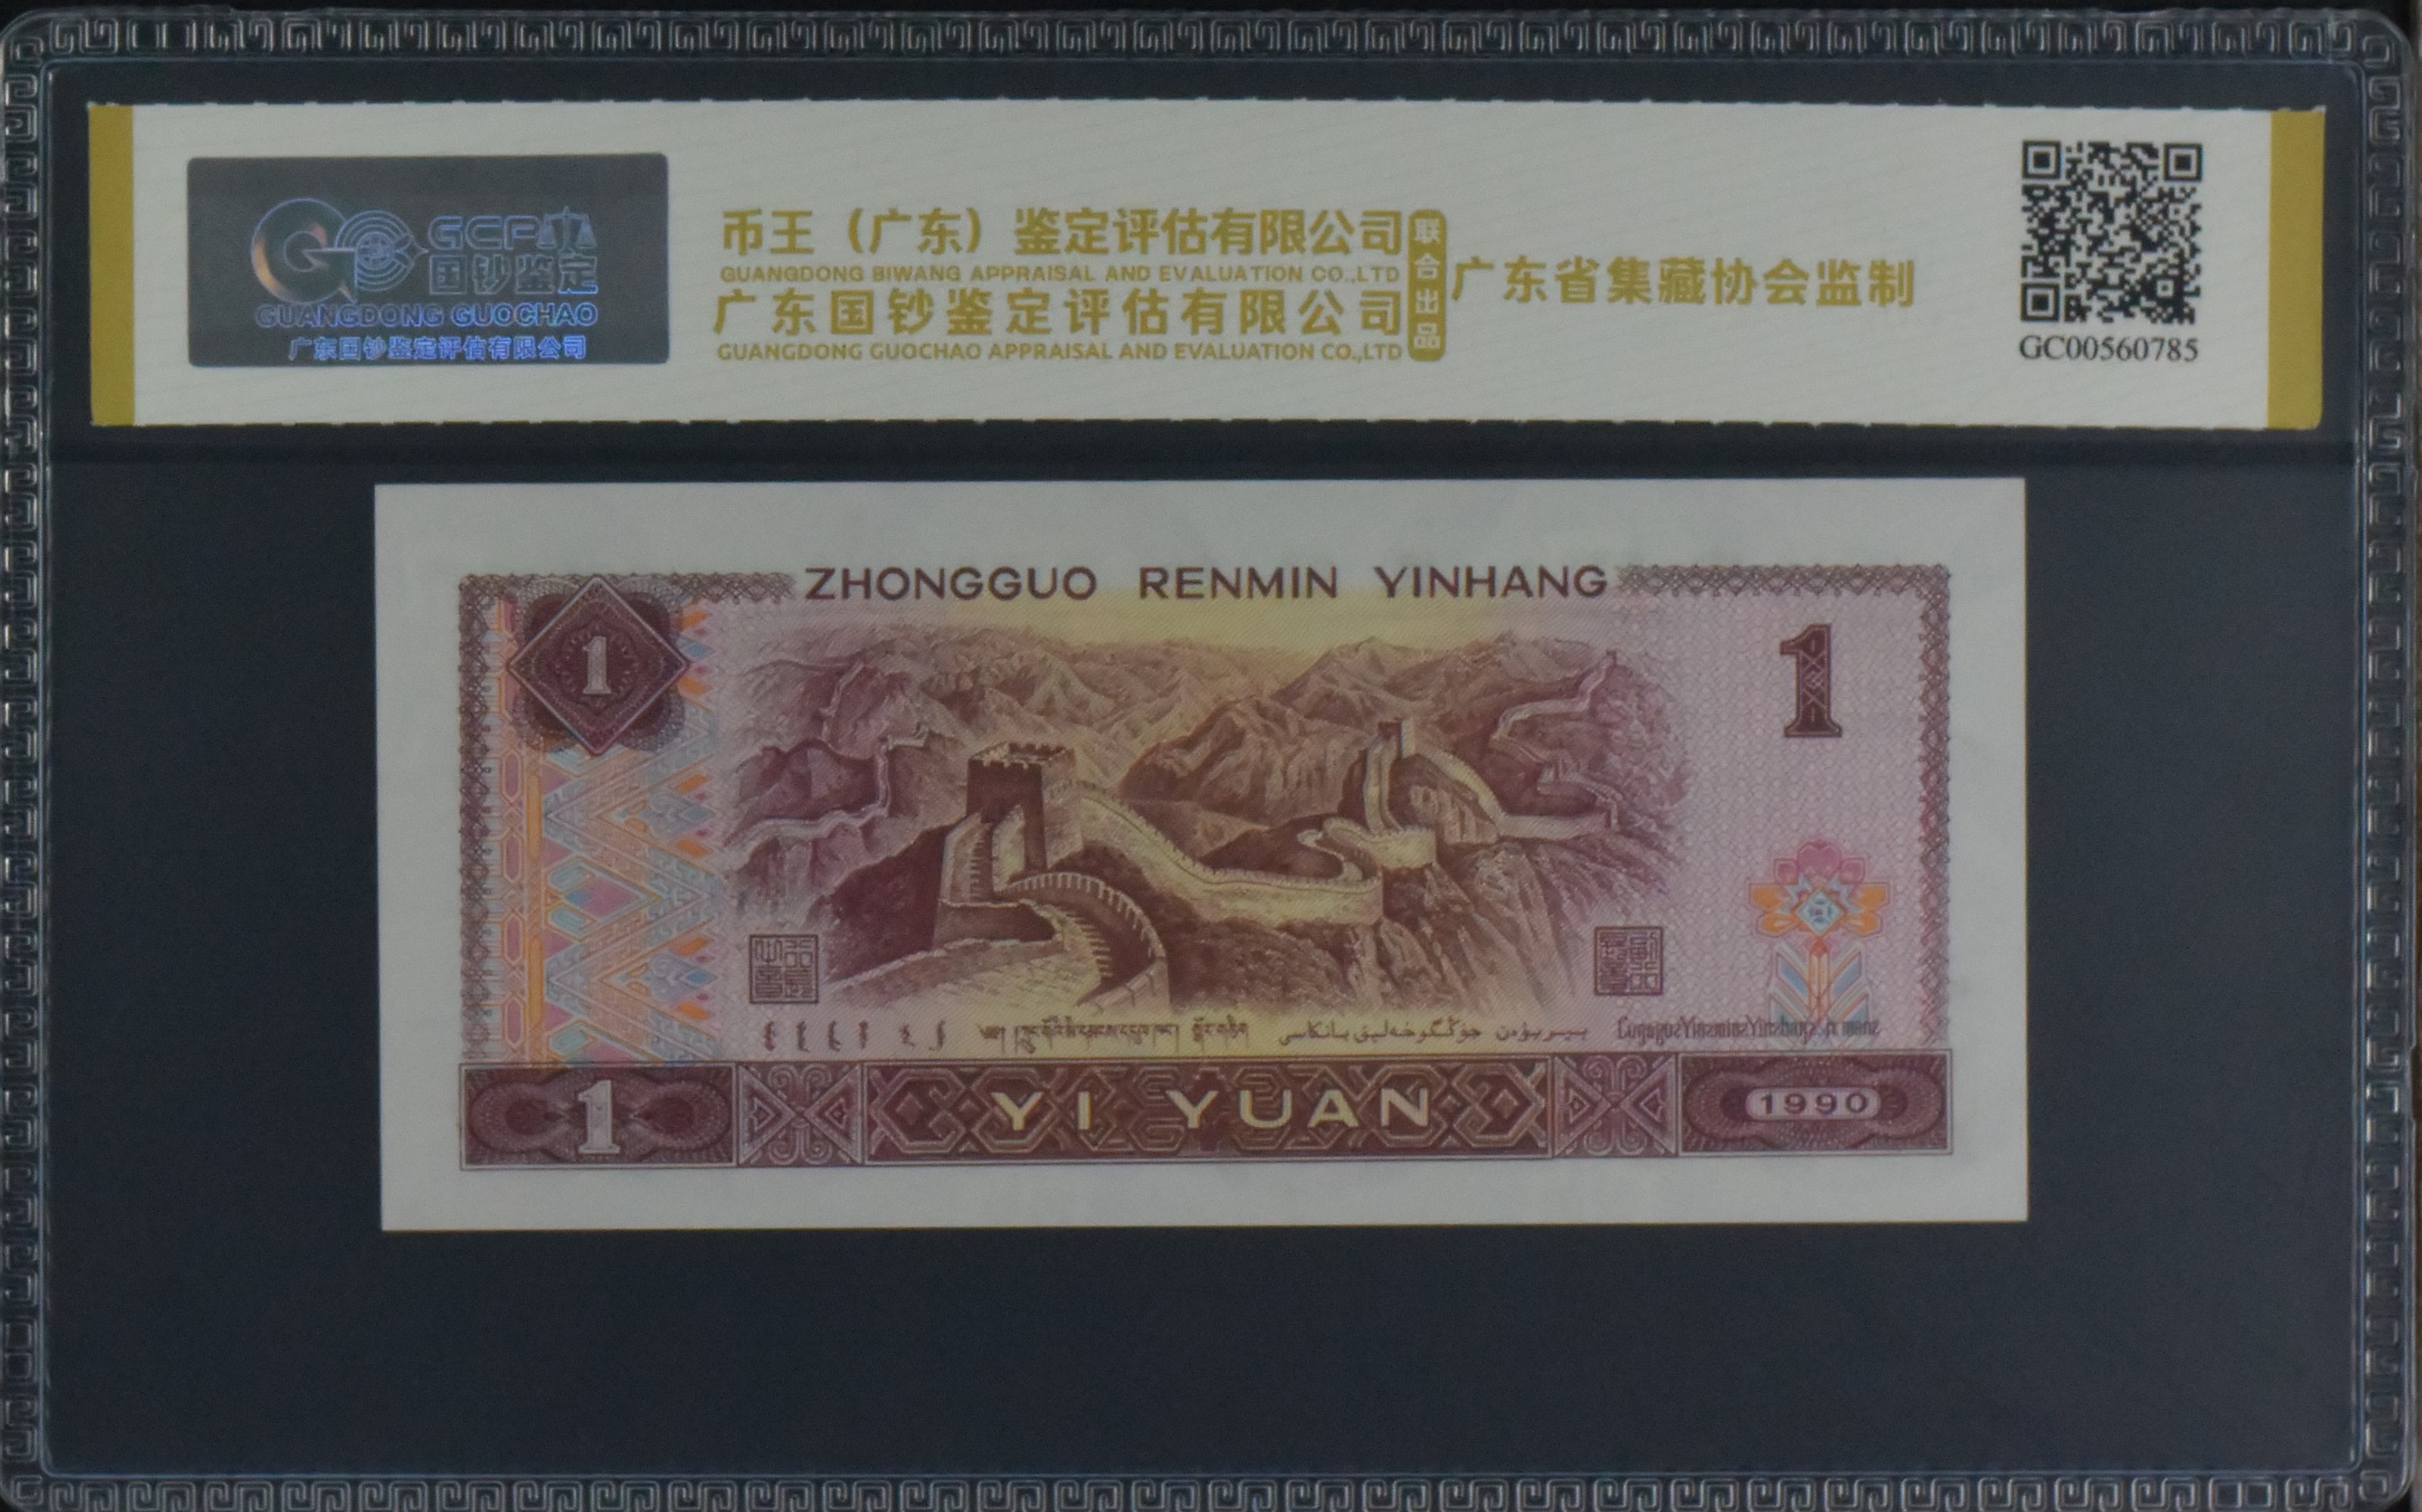 GCP
国钞鉴定
GUANGDONG GUOCHAO
广东国钞鉴定评估有限公司
币王（广东）鉴定评估有限公司
GUANGDONG BIWANG APPRAISAL AND EVALUATION CO.,LTD
广东国钞鉴定评估有限公司
GUANGDONG GUOCHAO APPRAISAL AND EVALUATION CO.,LTD
联合出品
广东省集藏协会监制
GC00560785
ZHONGGUO RENMIN YINHANG
1
1
1
YI YUAN
1990